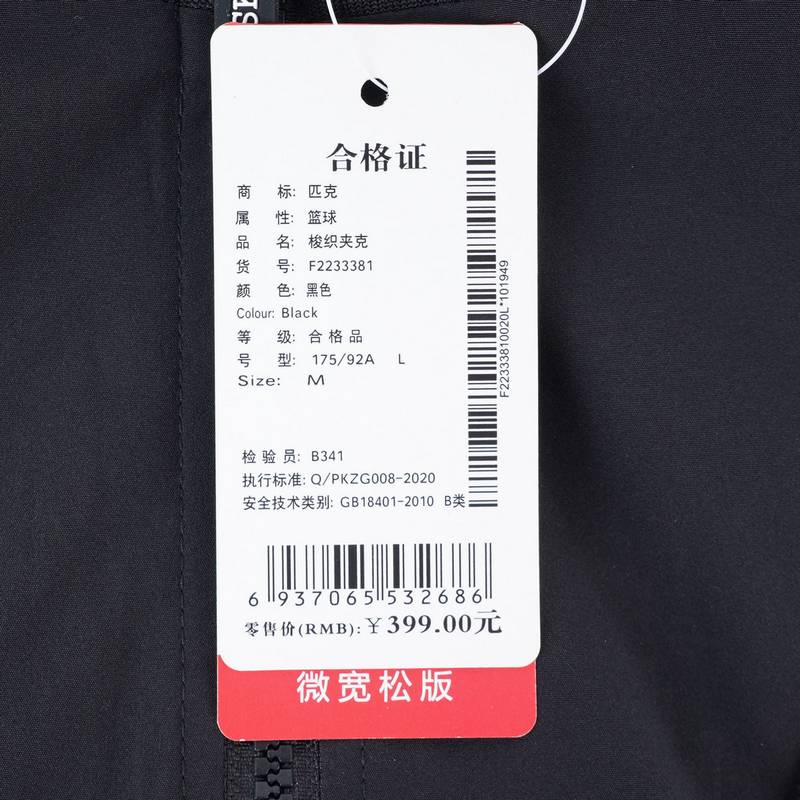 SE
合格证
商 标: 匹克
属 性: 篮球
品 名: 梭织夹克
货 号: F2233381
颜 色: 黑色
Colour: Black
等 级: 合格品
号 型: 175/92A L
Size: M
F22333810020L*101949
检验员: B341
执行标准: Q/PKZG008-2020
安全技术类别: GB18401-2010 B类
6 937065 532686
零售价(RMB): ¥399.00元
微宽松版